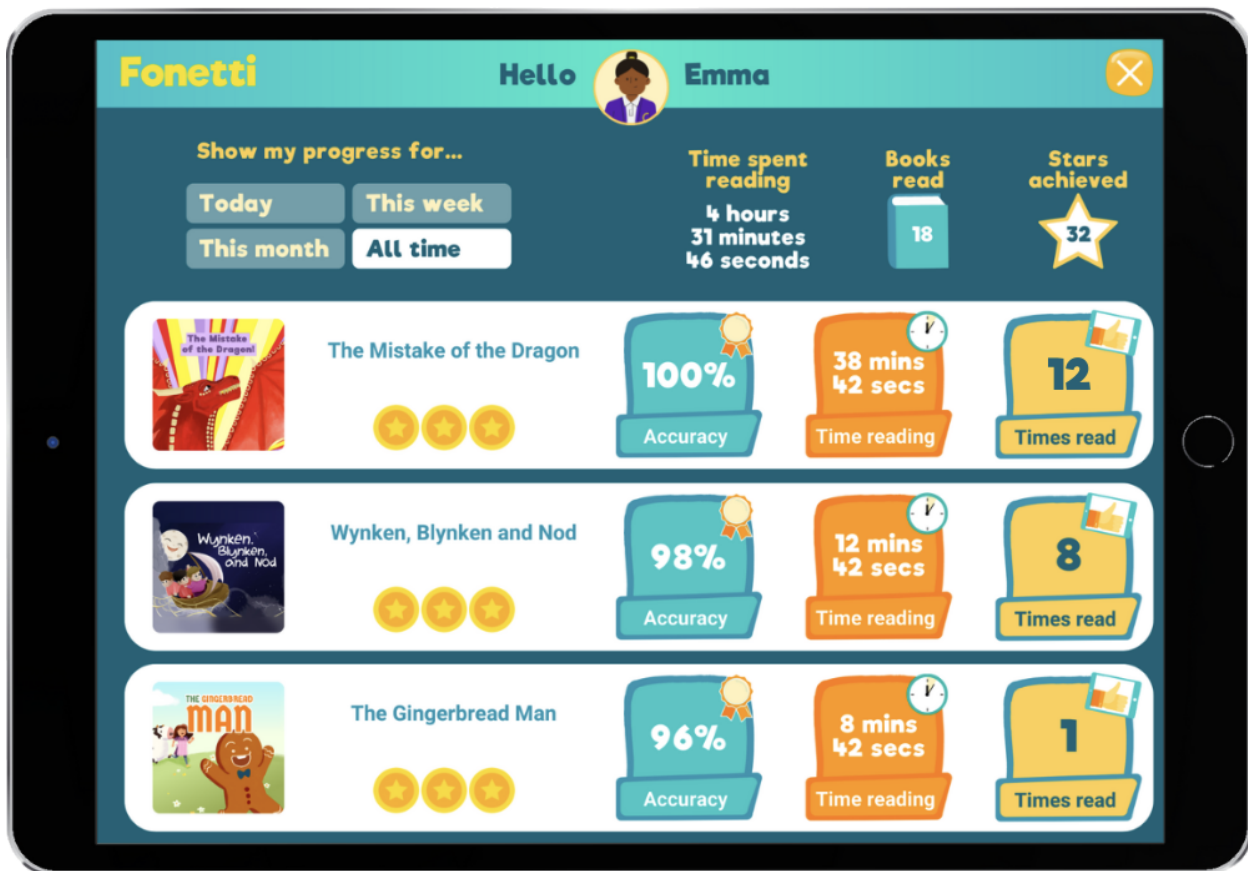 Fonetti
Hello Emma
Show my progress for...
Today
This week
This month
All time
Time spent
reading
4 hours
31 minutes
46 seconds
Books
read
18
Stars
achieved
32
The Mistake
of the Dragon!
The Mistake of the Dragon
100%
Accuracy
38 mins
42 secs
Time reading
12
Times read
Wynken,
Blynken,
and Nod
Wynken, Blynken and Nod
98%
Accuracy
12 mins
42 secs
Time reading
8
Times read
THE GINGERBREAD
MAN
The Gingerbread Man
96%
Accuracy
8 mins
42 secs
Time reading
1
Times read